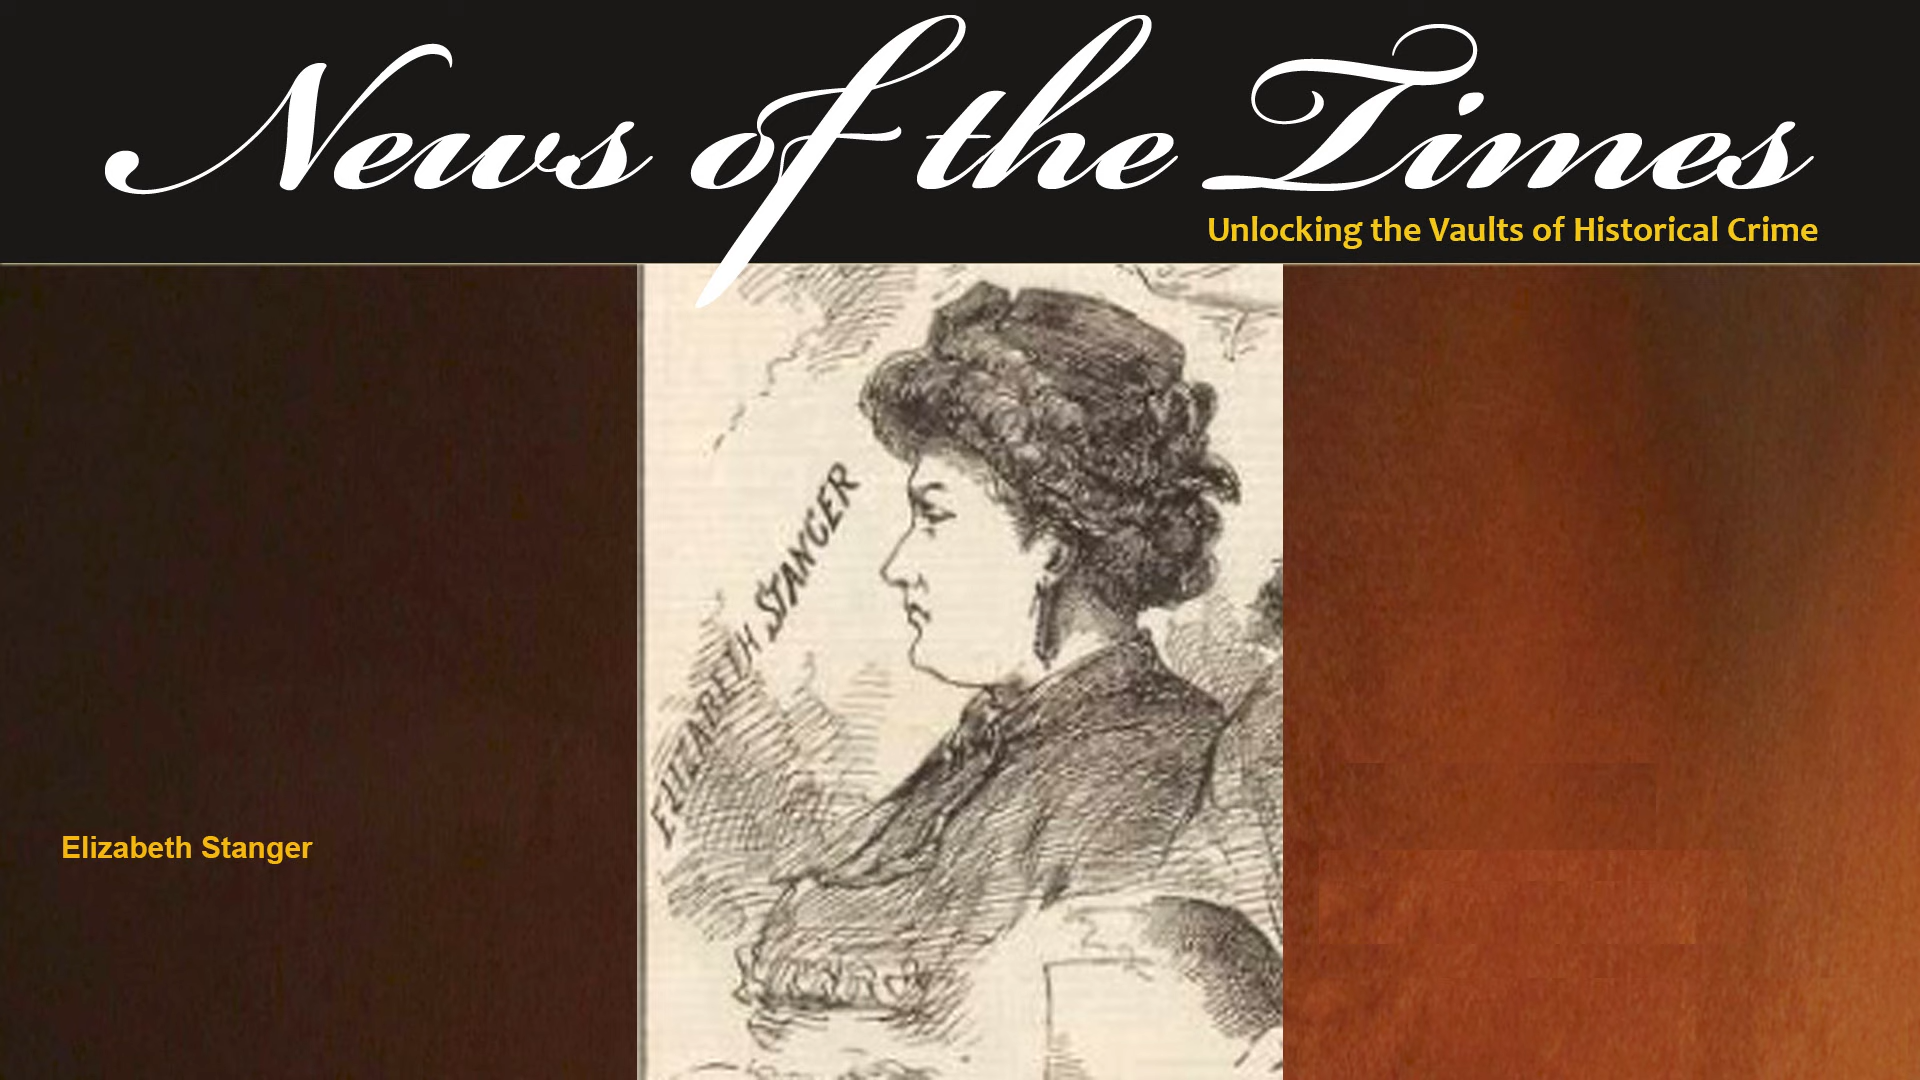 News of the Times
Unlocking the Vaults of Historical Crime
ELIZABETH STANGER
Elizabeth Stanger